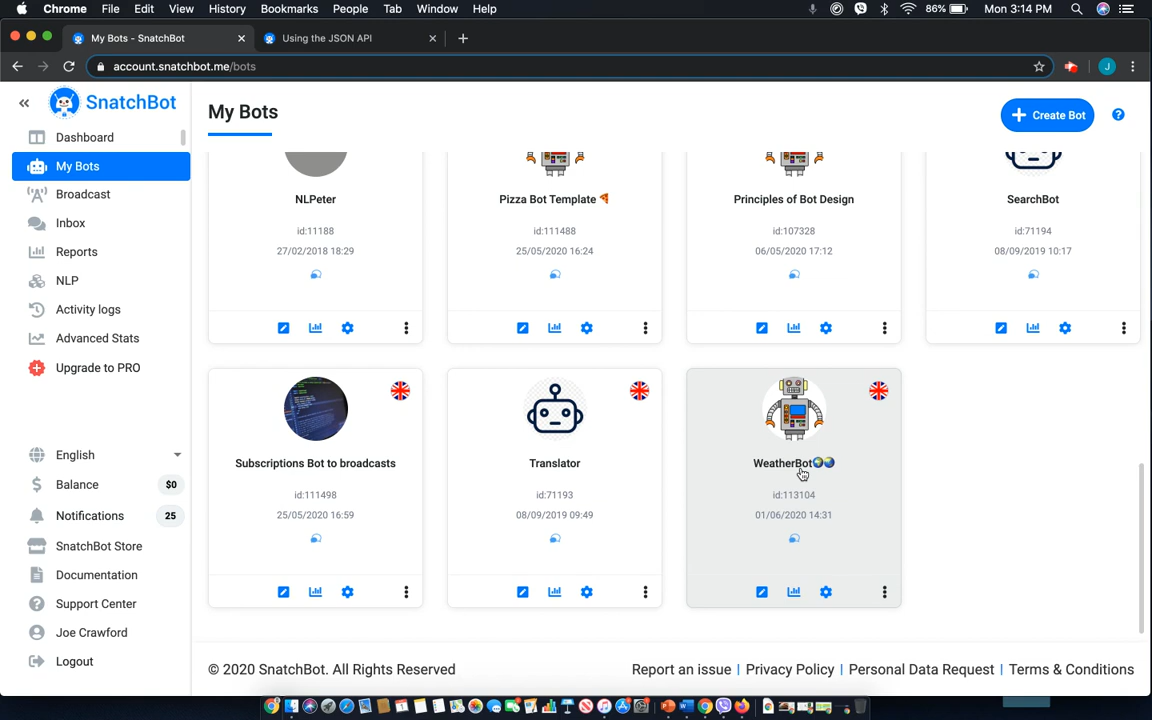 Chrome File Edit View History Bookmarks People Tab Window Help 86% Mon 3:14 PM
My Bots - SnatchBot Using the JSON API
account.snatchbot.me/bots J
SnatchBot
My Bots
Create Bot
Dashboard
My Bots
Broadcast
Inbox
Reports
NLP
Activity logs
Advanced Stats
Upgrade to PRO
English
Balance $0
Notifications 25
SnatchBot Store
Documentation
Support Center
Joe Crawford
Logout
NLPeter
id:11188
27/02/2018 18:29
Pizza Bot Template 🍕
id:111488
25/05/2020 16:24
Principles of Bot Design
id:107328
06/05/2020 17:12
SearchBot
id:71194
08/09/2019 10:17
Subscriptions Bot to broadcasts
id:111498
25/05/2020 16:59
Translator
id:71193
08/09/2019 09:49
WeatherBot🌍🌏
id:113104
01/06/2020 14:31
© 2020 SnatchBot. All Rights Reserved
Report an issue | Privacy Policy | Personal Data Request | Terms & Conditions